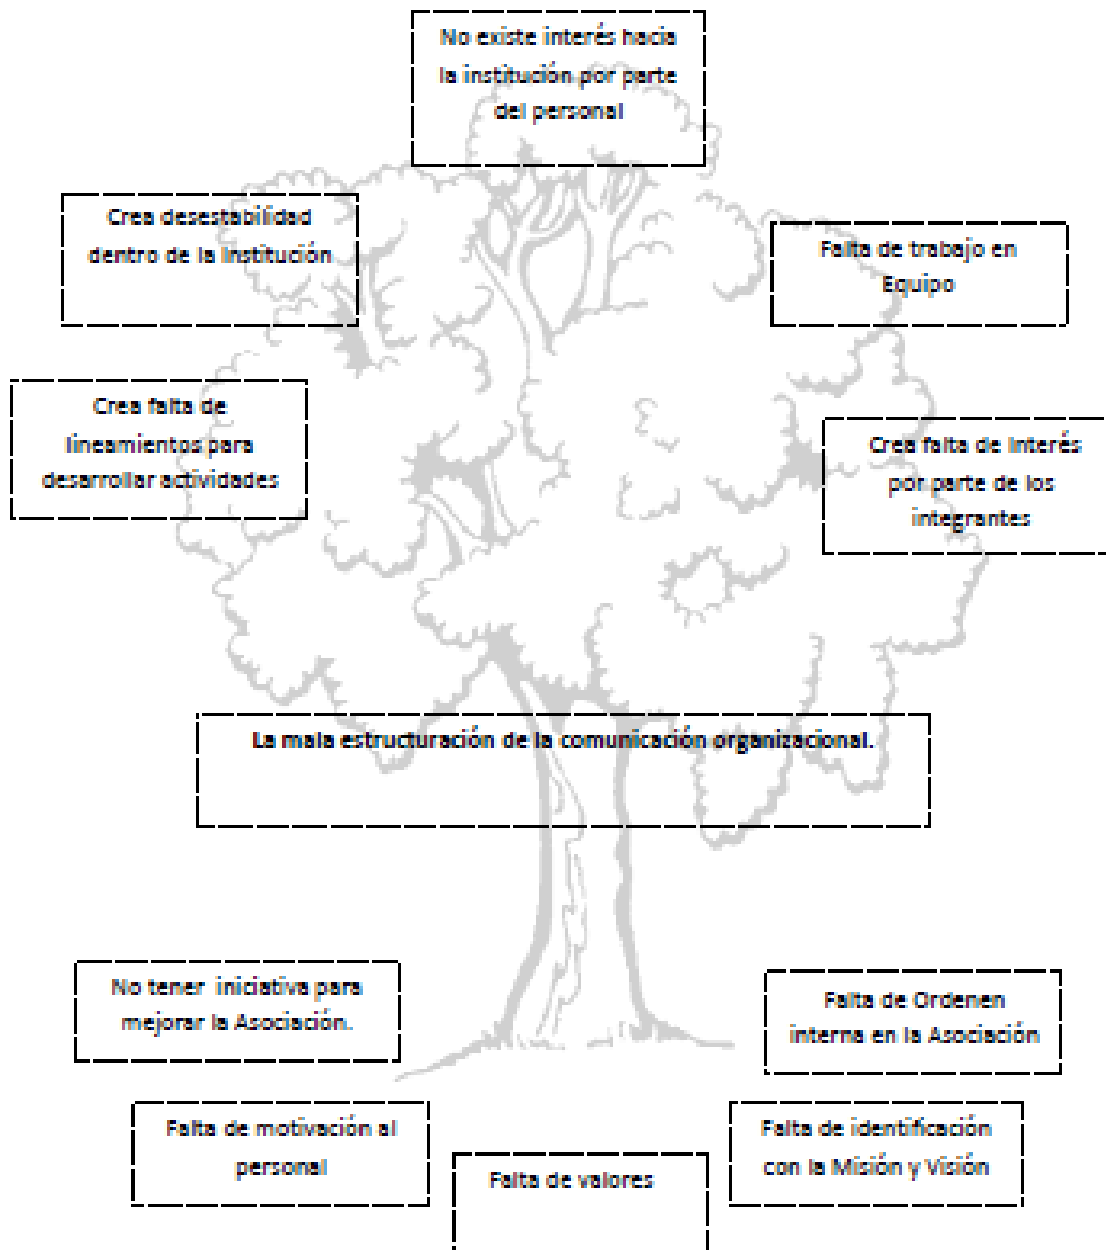 No existe interés hacia
la institución por parte
del personal
Crea desestabilidad
dentro de la Institución
Falta de trabajo en
Equipo
Crea falta de
lineamientos para
desarrollar actividades
Crea falta de Interés
por parte de los
integrantes
La mala estructuración de la comunicación organizacional.
No tener iniciativa para
mejorar la Asociación.
Falta de Ordenen
interna en la Asociación
Falta de motivación al
personal
Falta de identificación
con la Misión y Visión
Falta de valores